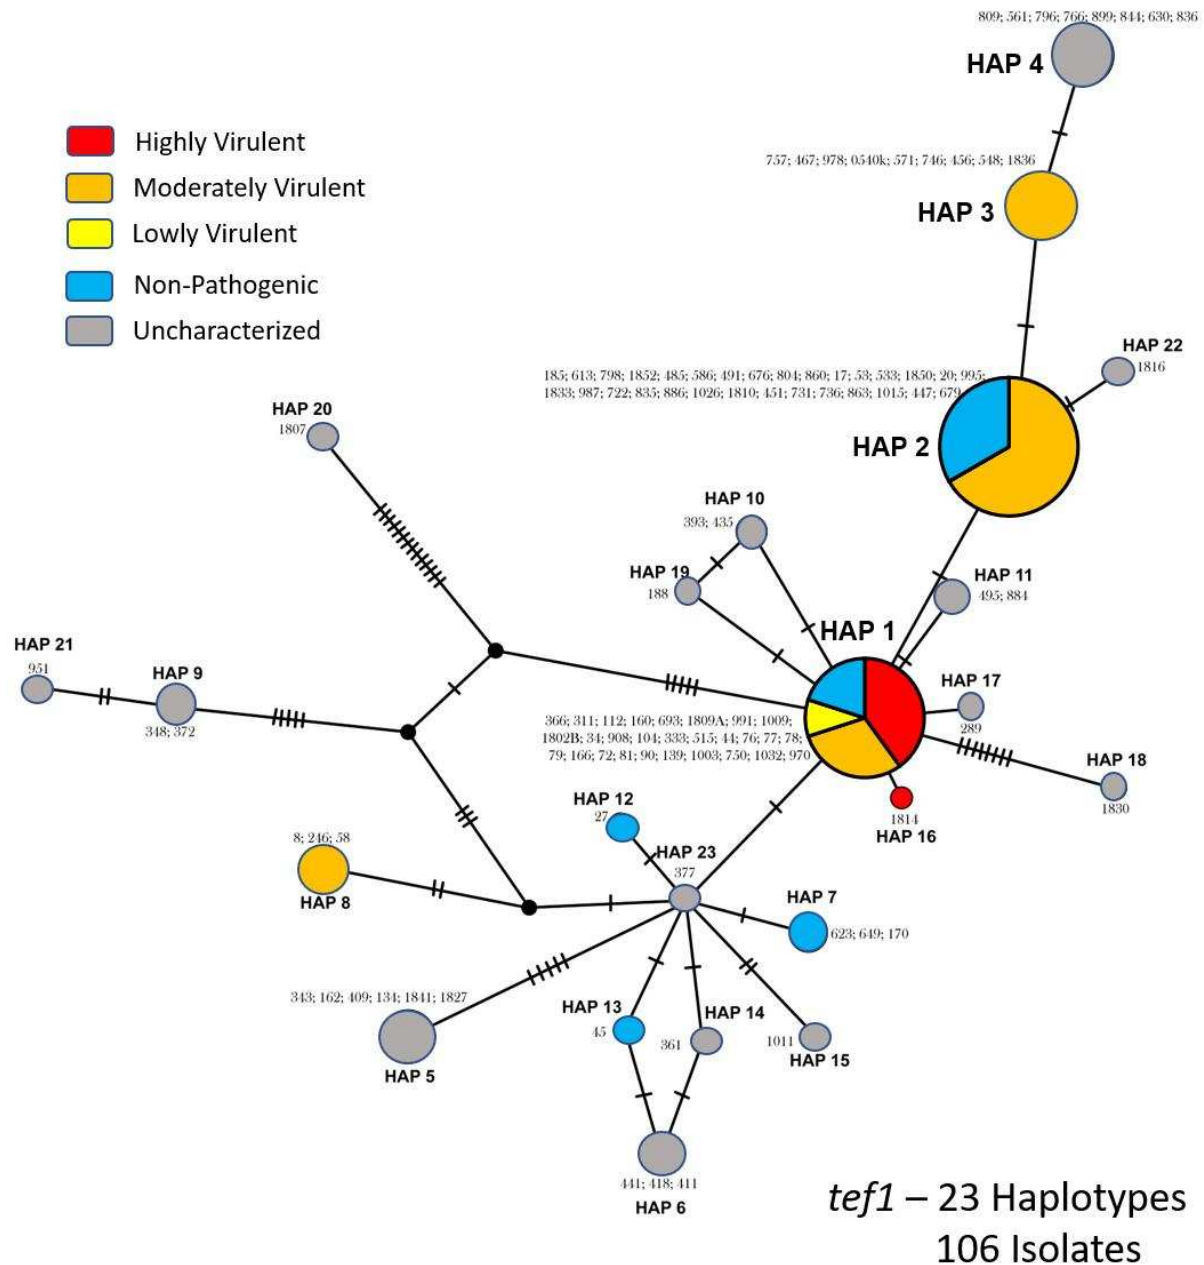 809; 561; 796; 766; 899; 844; 630; 836
HAP 4
Highly Virulent
Moderately Virulent
Lowly Virulent
Non-Pathogenic
Uncharacterized
757; 467; 978; 0540k; 571; 746; 456; 548; 1836
HAP 3
HAP 22
1816
185; 613; 798; 1852; 485; 586; 491; 676; 804; 860; 17; 53; 533; 1850; 20; 995;
1833; 987; 722; 835; 886; 1026; 1810; 451; 731; 736; 863; 1015; 447; 679
HAP 2
HAP 20
1807
HAP 10
393; 435
HAP 19
188
HAP 11
495; 884
HAP 1
HAP 21
951
HAP 9
348; 372
HAP 17
289
366; 311; 112; 160; 693; 1809A; 991; 1009;
1802B; 34; 908; 104; 333; 515; 44; 76; 77; 78;
79; 166; 72; 81; 90; 139; 1003; 750; 1032; 970
HAP 18
1830
1814
HAP 16
HAP 12
27
HAP 23
377
8; 246; 58
HAP 8
HAP 7
623; 649; 170
343; 162; 409; 134; 1841; 1827
HAP 5
HAP 13
45
HAP 14
361
1011
HAP 15
441; 418; 411
HAP 6
tef1 – 23 Haplotypes
106 Isolates